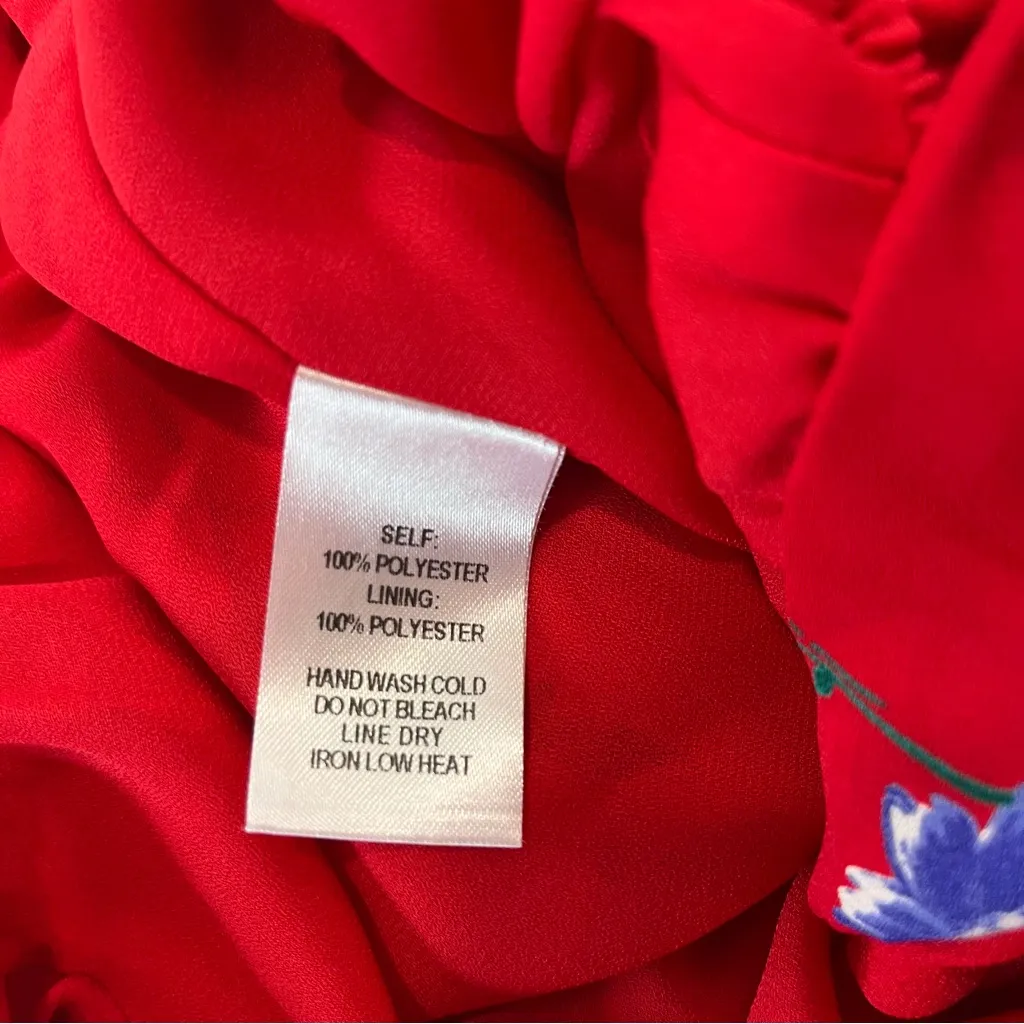 SELF:
100% POLYESTER
LINING:
100% POLYESTER
HAND WASH COLD
DO NOT BLEACH
LINE DRY
IRON LOW HEAT